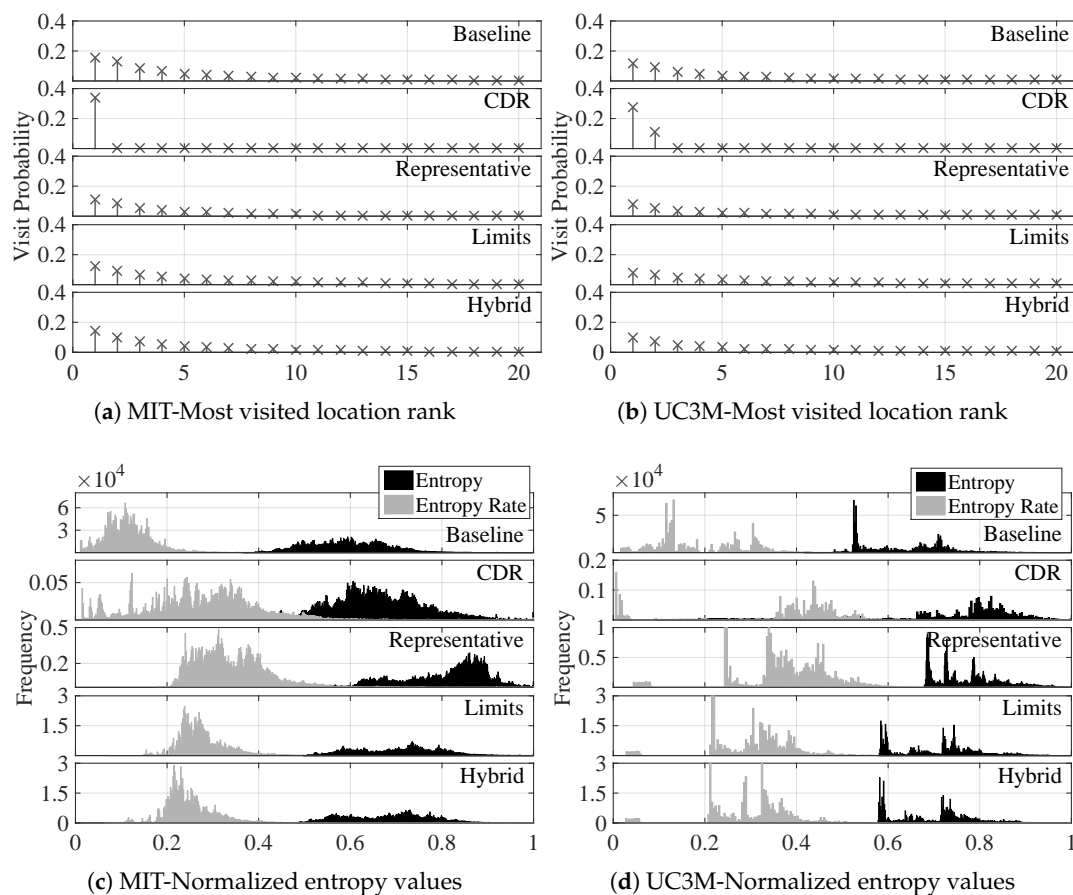 0.4
Baseline
0.2
0.4
CDR
0.2
0.4
Representative
0.2
0.4
Limits
0.2
0.4
Hybrid
0.2
0
0 5 10 15 20
Visit Probability
(a) MIT-Most visited location rank
0.4
Baseline
0.2
0.4
CDR
0.2
0.4
Representative
0.2
0.4
Limits
0.2
0.4
Hybrid
0.2
0
0 5 10 15 20
Visit Probability
(b) UC3M-Most visited location rank
×10⁴
Entropy
Entropy Rate
6
3
Baseline
CDR
0.05
0.5
Representative
0.2
3
Limits
1.5
3
Hybrid
1.5
0
0 0.2 0.4 0.6 0.8 1
Frequency
(c) MIT-Normalized entropy values
×10⁴
Entropy
Entropy Rate
5
Baseline
0.2
CDR
0.1
1
Representative
0.5
3
Limits
1.5
3
Hybrid
1.5
0
0 0.2 0.4 0.6 0.8 1
Frequency
(d) UC3M-Normalized entropy values